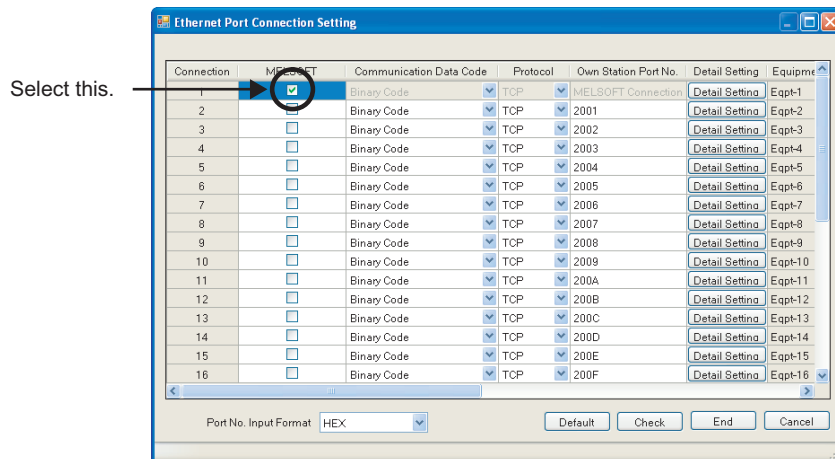 Ethernet Port Connection Setting
Connection MELSOFT Communication Data Code Protocol Own Station Port No. Detail Setting Equipme
Select this.
1 Binary Code TCP MELSOFT Connection Detail Setting Eqpt-1
2 Binary Code TCP 2001 Detail Setting Eqpt-2
3 Binary Code TCP 2002 Detail Setting Eqpt-3
4 Binary Code TCP 2003 Detail Setting Eqpt-4
5 Binary Code TCP 2004 Detail Setting Eqpt-5
6 Binary Code TCP 2005 Detail Setting Eqpt-6
7 Binary Code TCP 2006 Detail Setting Eqpt-7
8 Binary Code TCP 2007 Detail Setting Eqpt-8
9 Binary Code TCP 2008 Detail Setting Eqpt-9
10 Binary Code TCP 2009 Detail Setting Eqpt-10
11 Binary Code TCP 200A Detail Setting Eqpt-11
12 Binary Code TCP 200B Detail Setting Eqpt-12
13 Binary Code TCP 200C Detail Setting Eqpt-13
14 Binary Code TCP 200D Detail Setting Eqpt-14
15 Binary Code TCP 200E Detail Setting Eqpt-15
16 Binary Code TCP 200F Detail Setting Eqpt-16
Port No. Input Format HEX Default Check End Cancel